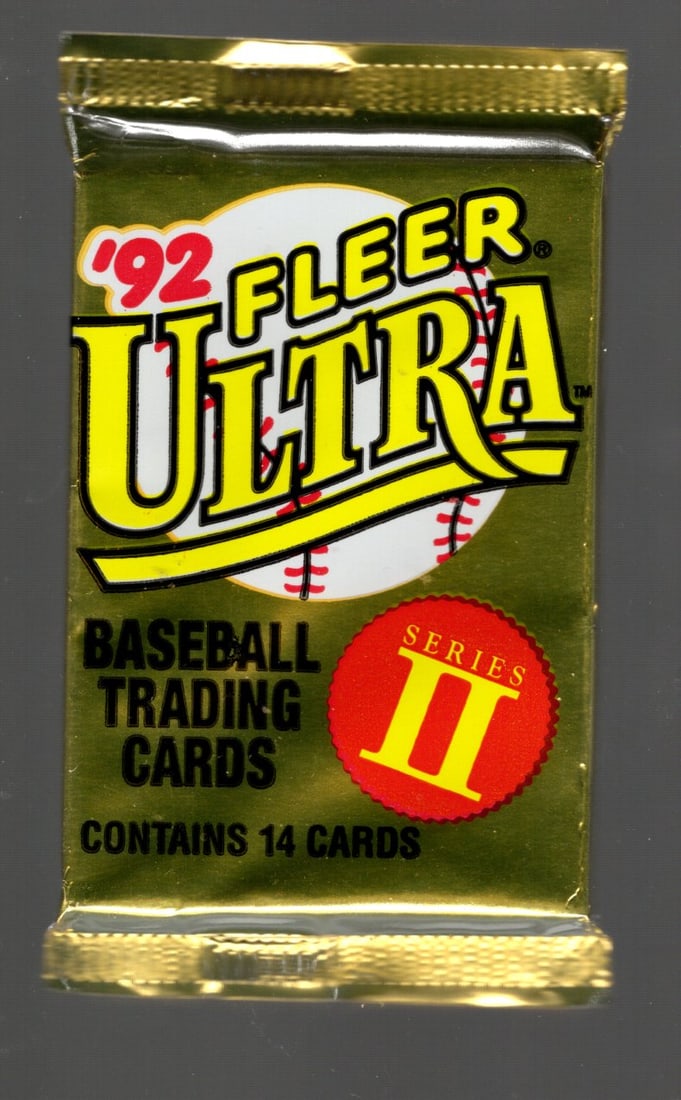 '92 FLEER®
ULTRA™
BASEBALL
TRADING
CARDS
SERIES
II
CONTAINS 14 CARDS